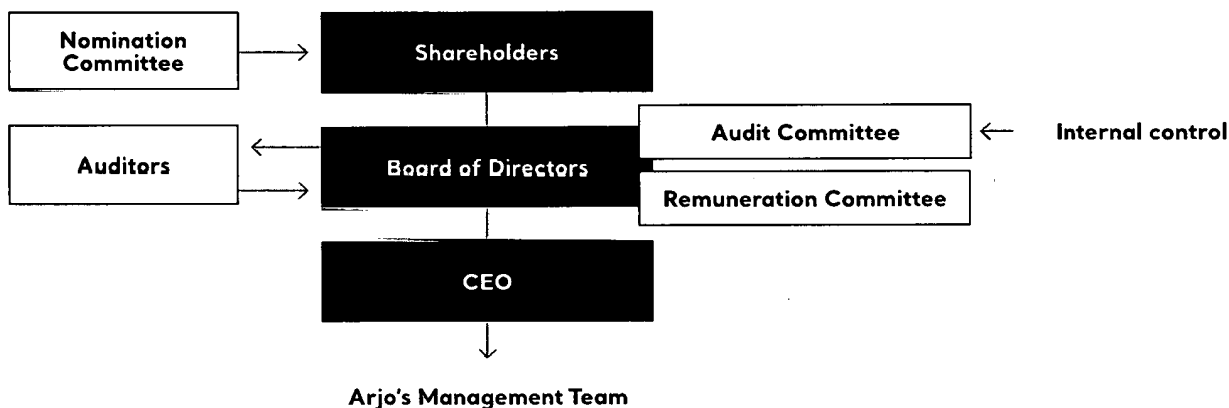 Nomination
Committee
Shareholders
Auditors
Board of Directors
Audit Committee
Internal control
Remuneration Committee
CEO
Arjo's Management Team